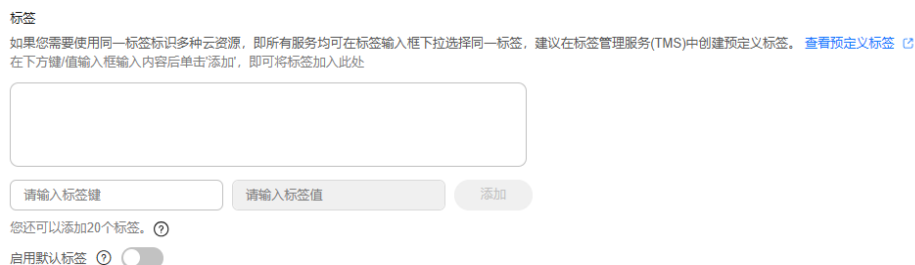 标签
如果您需要使用同一标签标识多种云资源，即所有服务均可在标签输入框下拉选择同一标签，建议在标签管理服务(TMS)中创建预定义标签。 查看预定义标签
在下方键/值输入框输入内容后单击'添加'，即可将标签加入此处
请输入标签键 请输入标签值 添加
您还可以添加20个标签。
启用默认标签